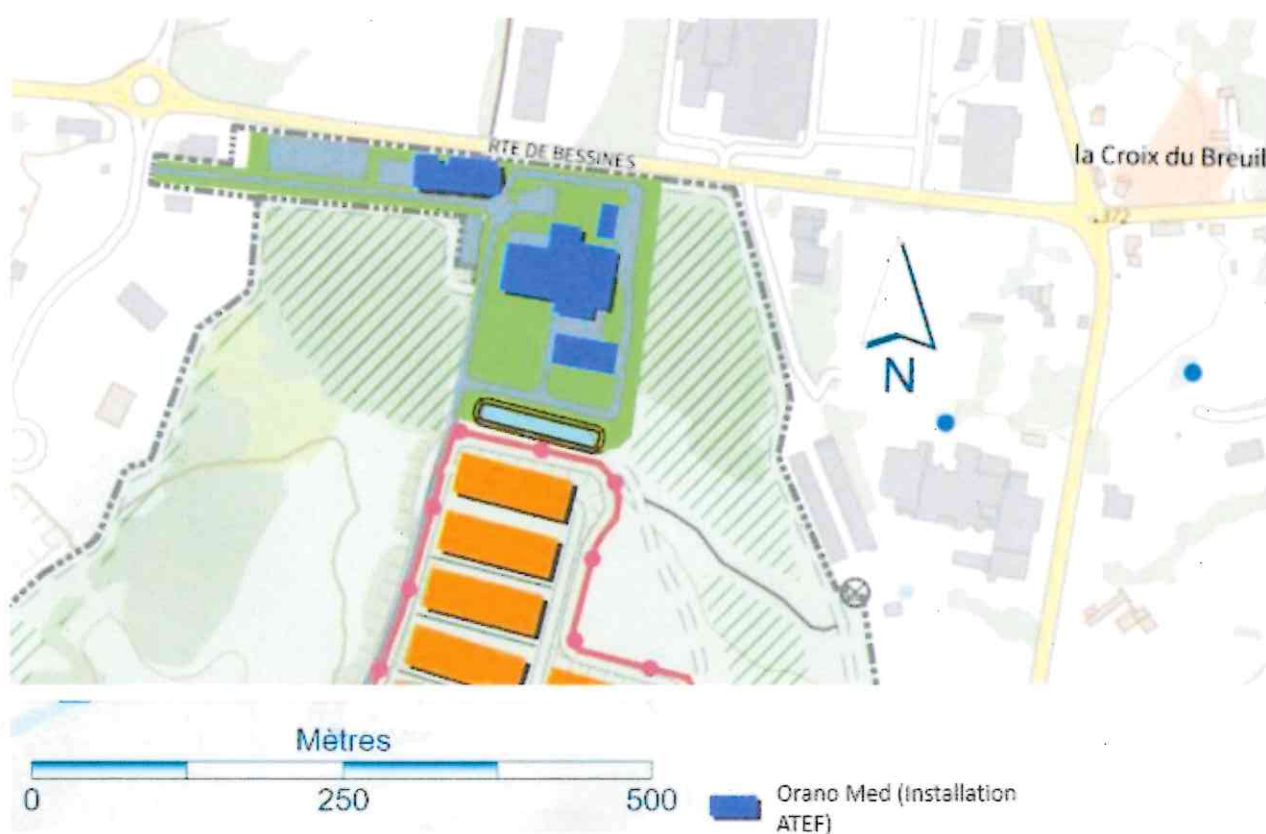 RTE DE BESSINES
la Croix du Breuil
372
N
Mètres
0 250 500
Orano Med (Installation
ATEF)